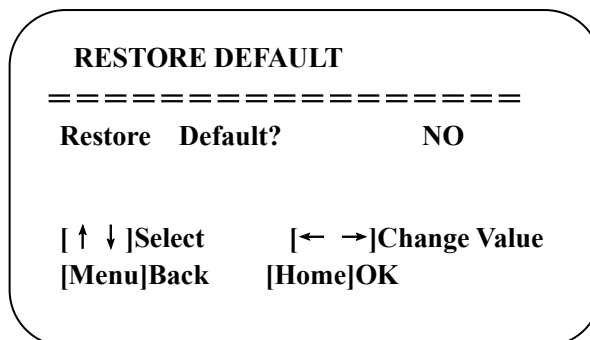 RESTORE DEFAULT
=================
Restore Default? NO
[↑ ↓]Select [← →]Change Value
[Menu]Back [Home]OK